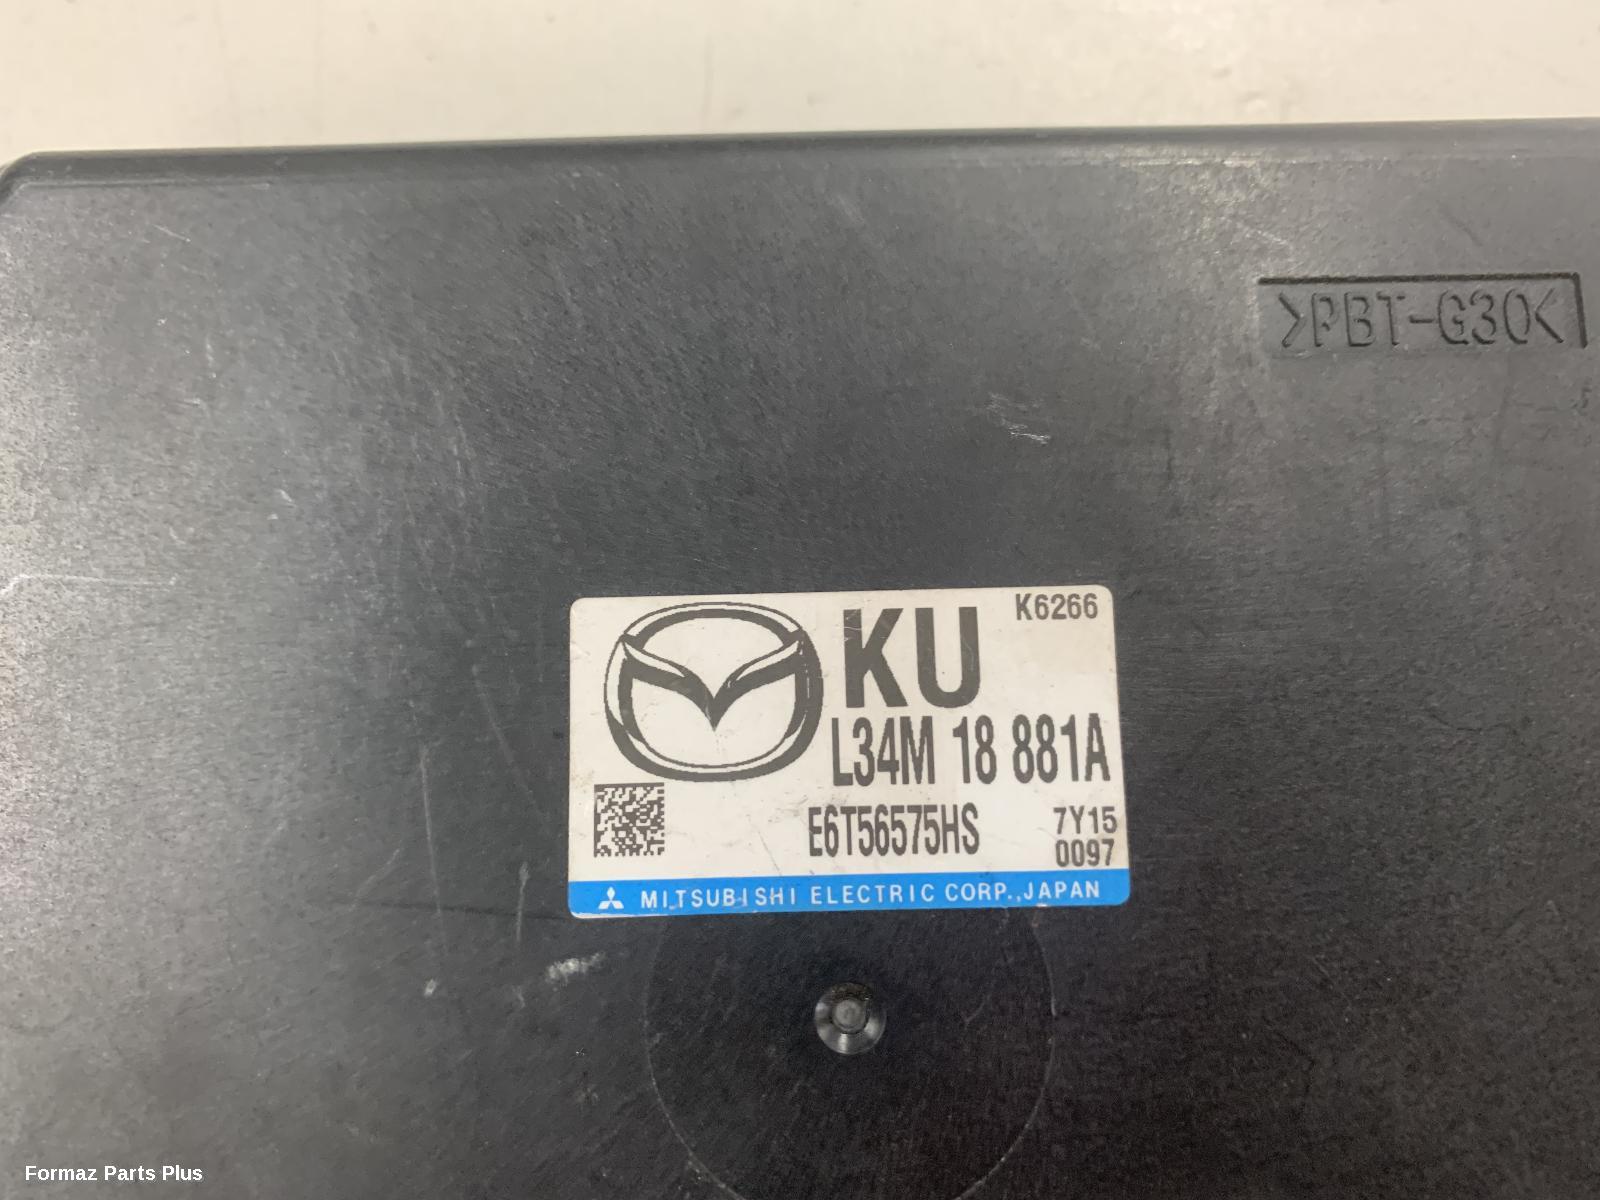 >PBT-G30<
KU K6266
L34M 18 881A
E6T56575HS 7Y15
0097
MITSUBISHI ELECTRIC CORP.,JAPAN
Formaz Parts Plus